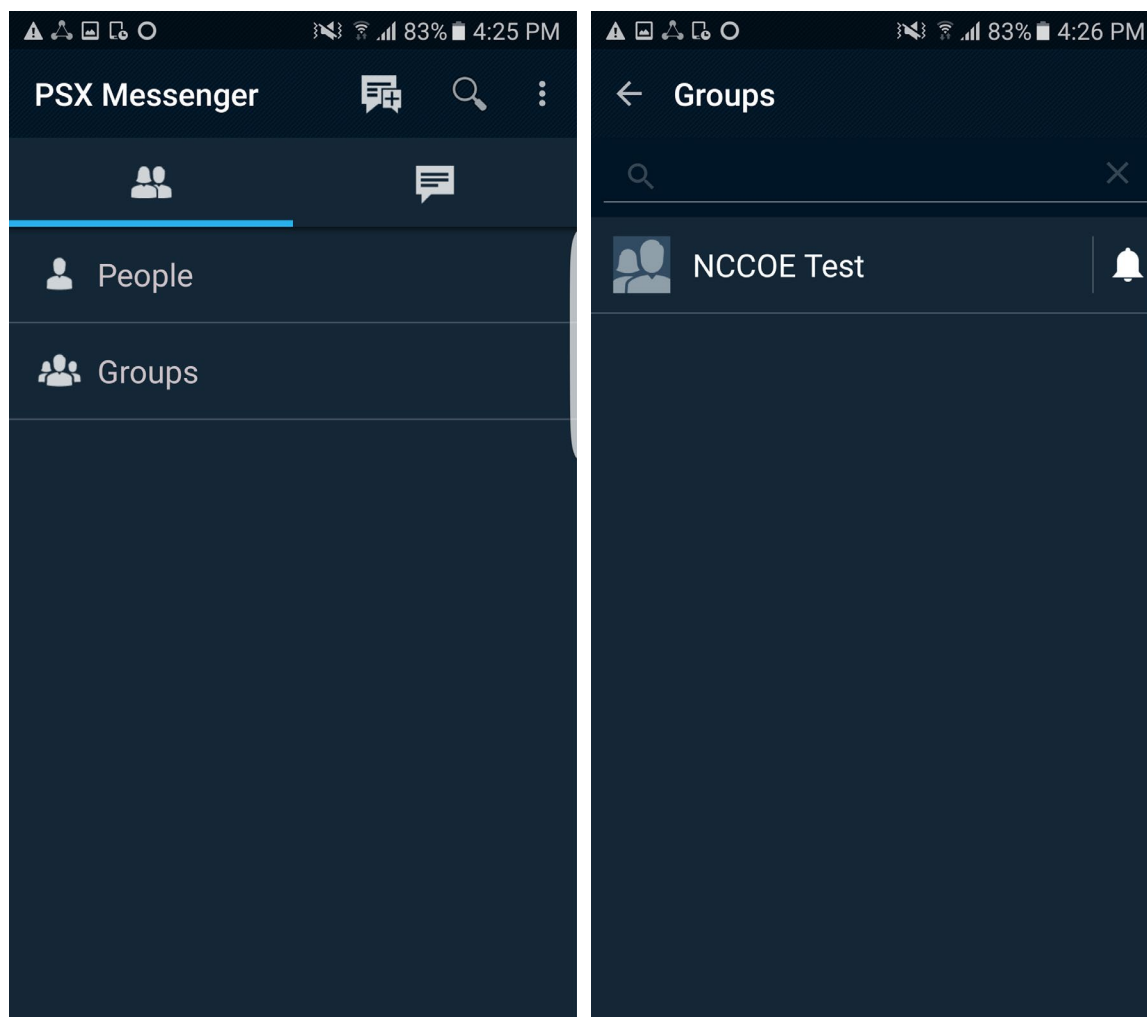 83% 4:25 PM
PSX Messenger
People
Groups
83% 4:26 PM
Groups
NCCOE Test